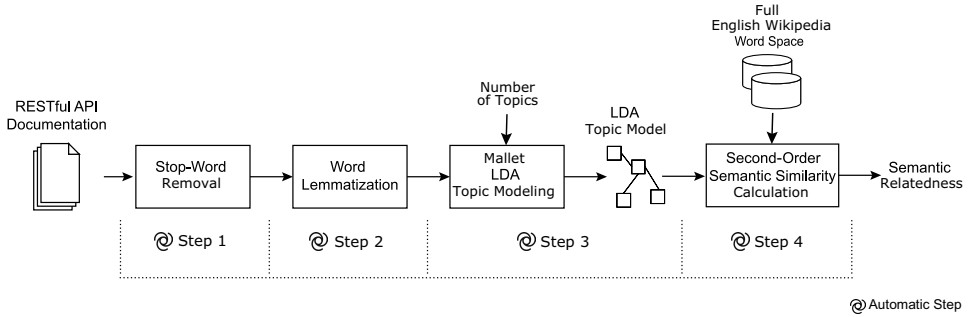 Full
English Wikipedia
Word Space
Number
of Topics
RESTful API
Documentation
LDA
Topic Model
Stop-Word
Removal
Word
Lemmatization
Mallet
LDA
Topic Modeling
Second-Order
Semantic Similarity
Calculation
Semantic
Relatedness
Step 1
Step 2
Step 3
Step 4
Automatic Step